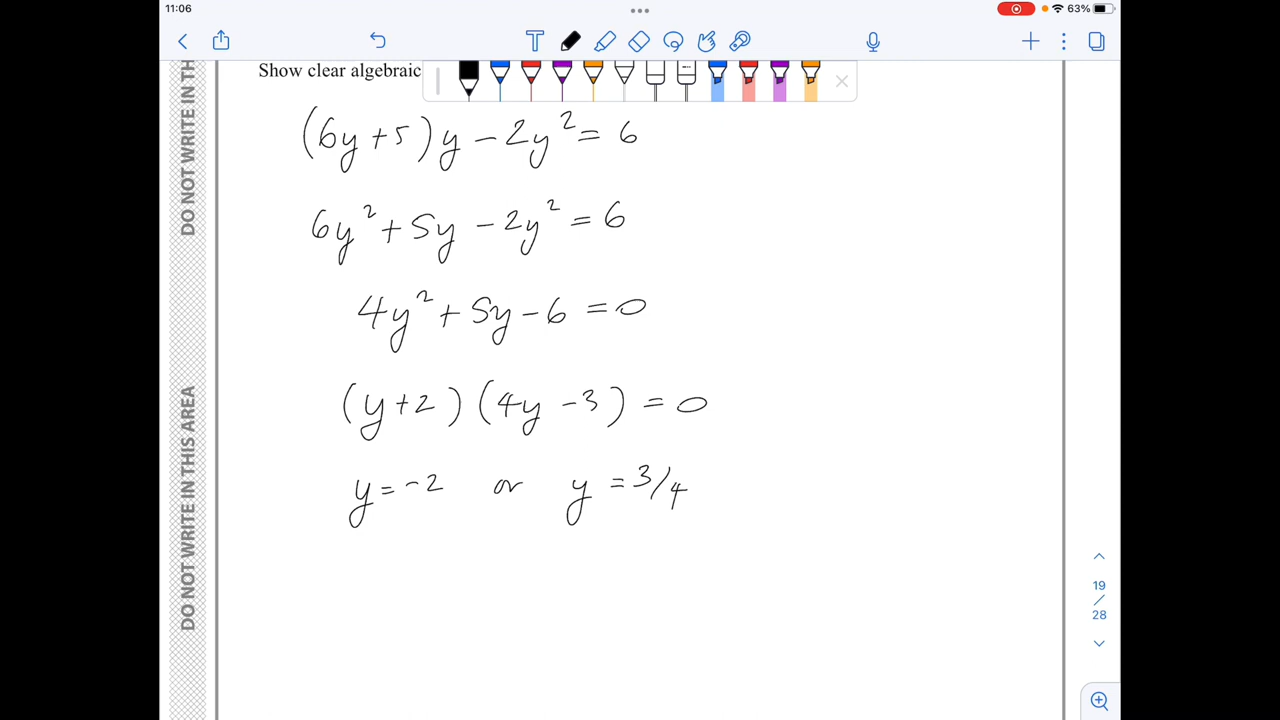 11:06
63%
DO NOT WRITE IN TH
Show clear algebraic
(6y+5)y - 2y² = 6
6y² + 5y - 2y² = 6
4y² + 5y - 6 = 0
(y+2)(4y-3) = 0
y = -2 or y = 3/4
DO NOT WRITE IN THIS AREA
19
/
28